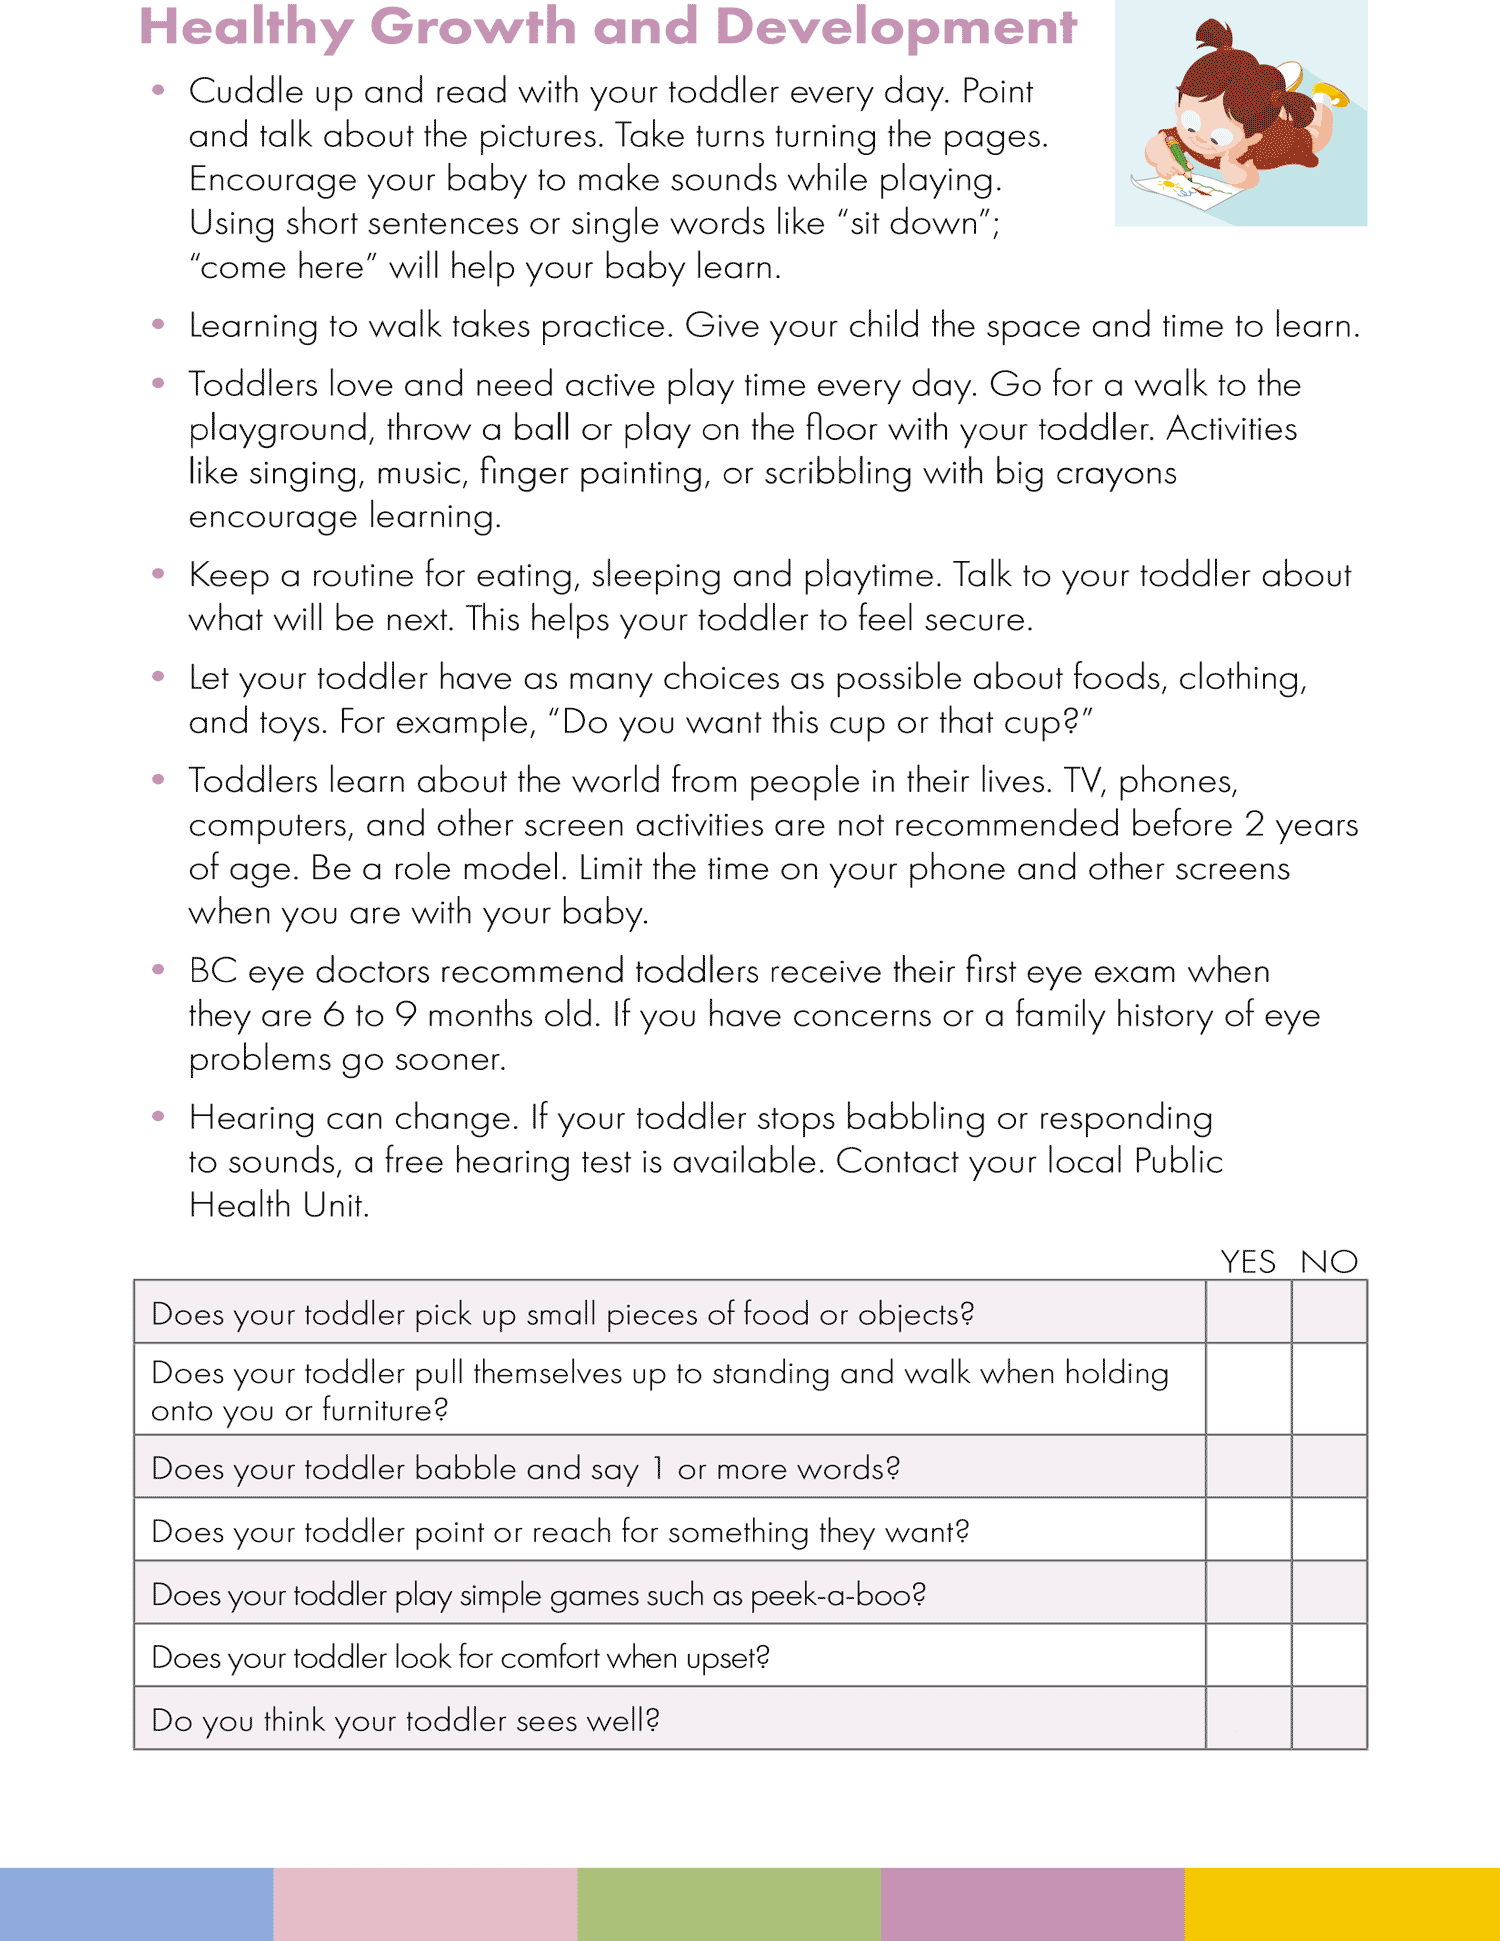 Healthy Growth and Development
• Cuddle up and read with your toddler every day. Point
and talk about the pictures. Take turns turning the pages.
Encourage your baby to make sounds while playing.
Using short sentences or single words like “sit down”;
“come here” will help your baby learn.
• Learning to walk takes practice. Give your child the space and time to learn.
• Toddlers love and need active play time every day. Go for a walk to the
playground, throw a ball or play on the floor with your toddler. Activities
like singing, music, finger painting, or scribbling with big crayons
encourage learning.
• Keep a routine for eating, sleeping and playtime. Talk to your toddler about
what will be next. This helps your toddler to feel secure.
• Let your toddler have as many choices as possible about foods, clothing,
and toys. For example, “Do you want this cup or that cup?”
• Toddlers learn about the world from people in their lives. TV, phones,
computers, and other screen activities are not recommended before 2 years
of age. Be a role model. Limit the time on your phone and other screens
when you are with your baby.
• BC eye doctors recommend toddlers receive their first eye exam when
they are 6 to 9 months old. If you have concerns or a family history of eye
problems go sooner.
• Hearing can change. If your toddler stops babbling or responding
to sounds, a free hearing test is available. Contact your local Public
Health Unit.
YES NO
Does your toddler pick up small pieces of food or objects?
Does your toddler pull themselves up to standing and walk when holding
onto you or furniture?
Does your toddler babble and say 1 or more words?
Does your toddler point or reach for something they want?
Does your toddler play simple games such as peek-a-boo?
Does your toddler look for comfort when upset?
Do you think your toddler sees well?